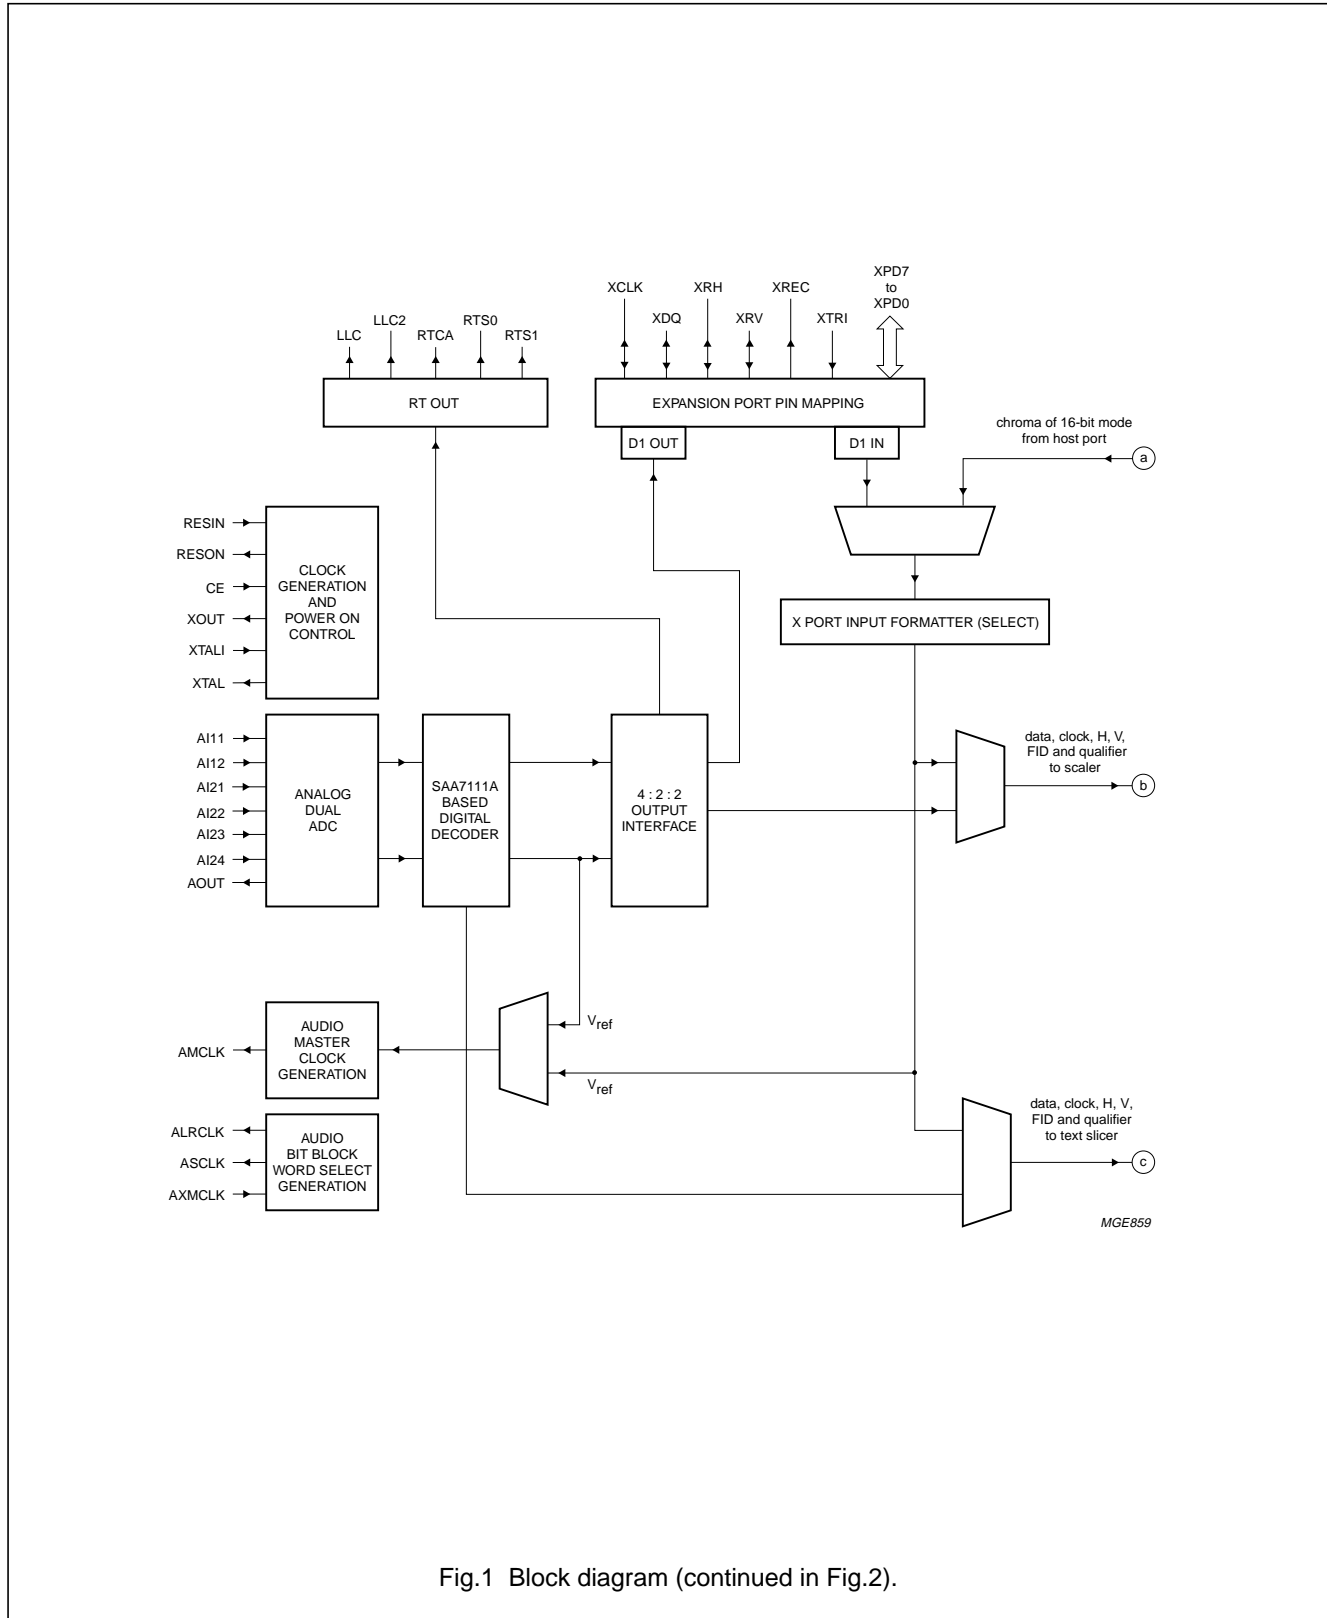 XPD7
to
XPD0
XCLK
XRH
XREC
XDQ
XRV
XTRI
LLC
LLC2
RTCA
RTS0
RTS1
RT OUT
EXPANSION PORT PIN MAPPING
D1 OUT
D1 IN
chroma of 16-bit mode
from host port
a
RESIN
RESON
CE
XOUT
XTALI
XTAL
CLOCK
GENERATION
AND
POWER ON
CONTROL
X PORT INPUT FORMATTER (SELECT)
AI11
AI12
AI21
AI22
AI23
AI24
AOUT
ANALOG
DUAL
ADC
SAA7111A
BASED
DIGITAL
DECODER
4 : 2 : 2
OUTPUT
INTERFACE
data, clock, H, V,
FID and qualifier
to scaler
b
AMCLK
AUDIO
MASTER
CLOCK
GENERATION
Vref
Vref
ALRCLK
ASCLK
AXMCLK
AUDIO
BIT BLOCK
WORD SELECT
GENERATION
data, clock, H, V,
FID and qualifier
to text slicer
c
MGE859
Fig.1 Block diagram (continued in Fig.2).